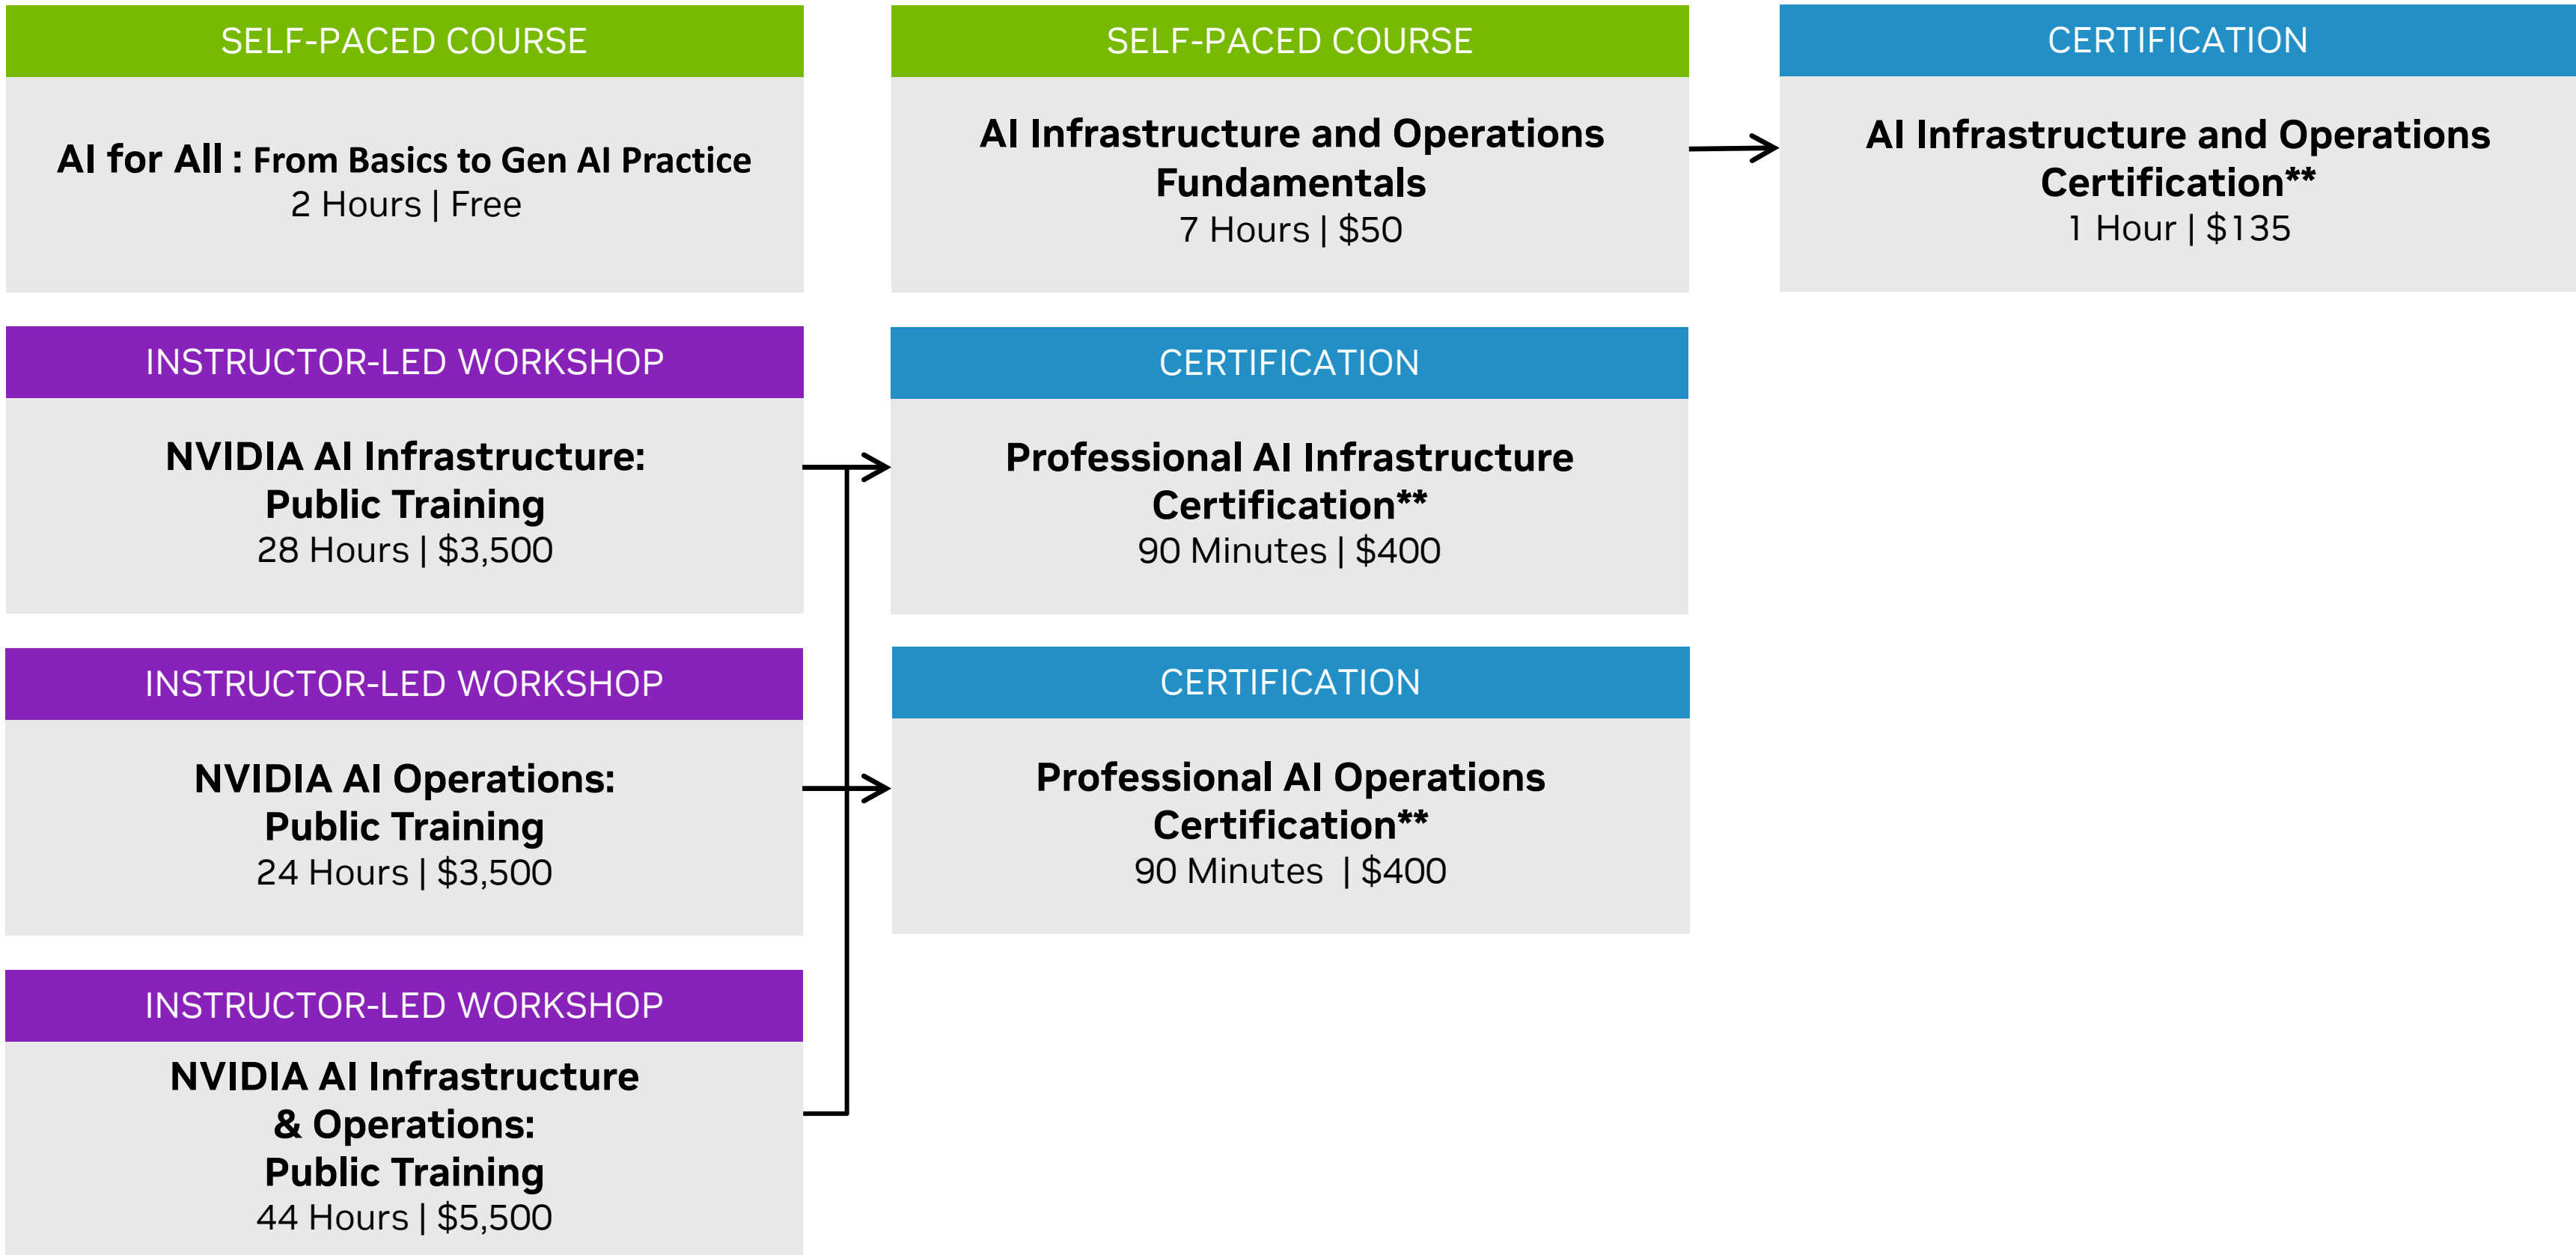 SELF-PACED COURSE
AI for All : From Basics to Gen AI Practice
2 Hours | Free
SELF-PACED COURSE
AI Infrastructure and Operations
Fundamentals
7 Hours | $50
CERTIFICATION
AI Infrastructure and Operations
Certification**
1 Hour | $135
INSTRUCTOR-LED WORKSHOP
NVIDIA AI Infrastructure:
Public Training
28 Hours | $3,500
CERTIFICATION
Professional AI Infrastructure
Certification**
90 Minutes | $400
INSTRUCTOR-LED WORKSHOP
NVIDIA AI Operations:
Public Training
24 Hours | $3,500
CERTIFICATION
Professional AI Operations
Certification**
90 Minutes | $400
INSTRUCTOR-LED WORKSHOP
NVIDIA AI Infrastructure
& Operations:
Public Training
44 Hours | $5,500